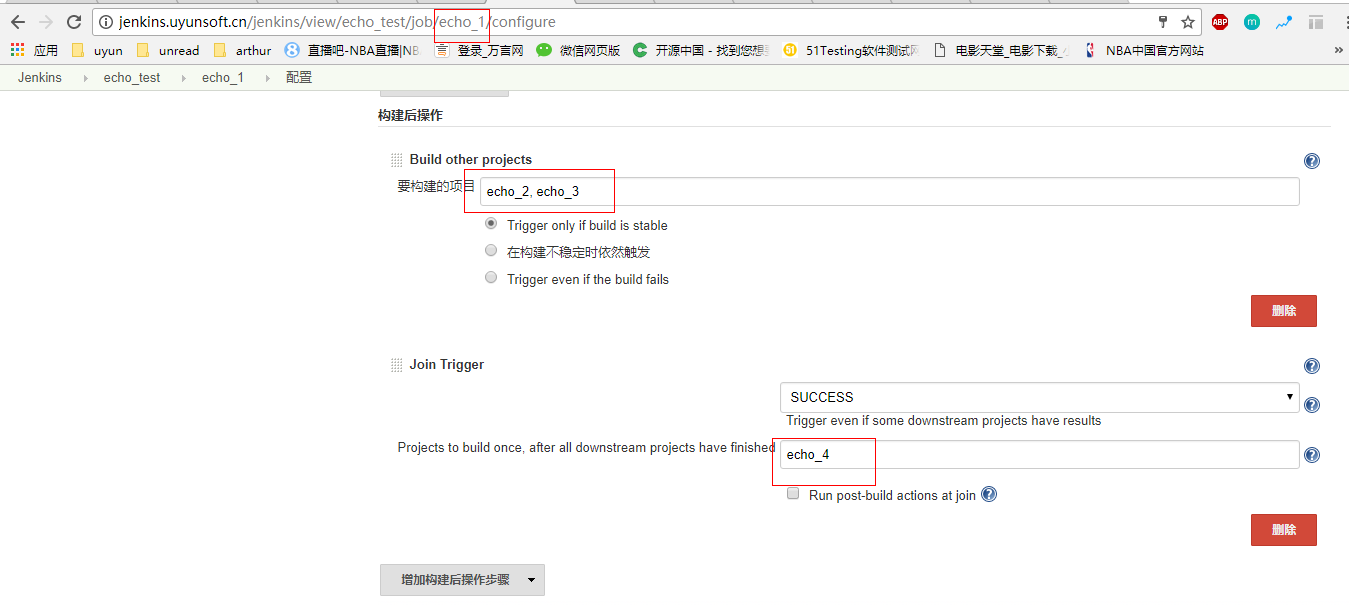 jenkins.uyunsoft.cn/jenkins/view/echo_test/job/echo_1/configure
ABP
m
应用 uyun unread arthur 8 直播吧-NBA直播|NB 登录_万官网 微信网页版 开源中国 - 找到您想 51 51Testing软件测试网 电影天堂_电影下载_ NBA中国官方网站 »
Jenkins echo_test echo_1 配置
构建后操作
Build other projects ?
要构建的项目 echo_2, echo_3
Trigger only if build is stable
在构建不稳定时依然触发
Trigger even if the build fails
删除
Join Trigger ?
SUCCESS ?
Trigger even if some downstream projects have results
Projects to build once, after all downstream projects have finished echo_4 ?
Run post-build actions at join ?
删除
增加构建后操作步骤